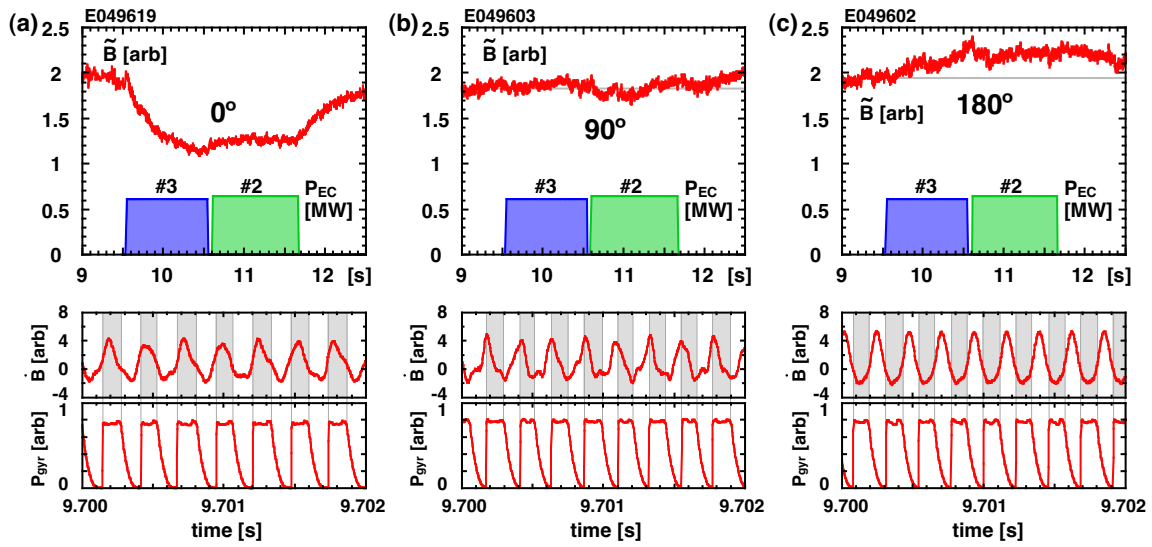 (a) E049619
2.5
2
1.5
1
0.5
0
B̃ [arb]
0º
#3 #2 P_EC
[MW]
9 10 11 12 [s]
8
4
0
-4
Ḃ [arb]
1
0
P_gyr [arb]
9.700 9.701 9.702
time [s]
(b) E049603
2.5
2
1.5
1
0.5
0
B̃ [arb]
90º
#3 #2 P_EC
[MW]
9 10 11 12 [s]
8
4
0
-4
Ḃ [arb]
1
0
P_gyr [arb]
9.700 9.701 9.702
time [s]
(c) E049602
2.5
2
1.5
1
0.5
0
B̃ [arb] 180º
#3 #2 P_EC
[MW]
9 10 11 12 [s]
8
4
0
-4
Ḃ [arb]
1
0
P_gyr [arb]
9.700 9.701 9.702
time [s]